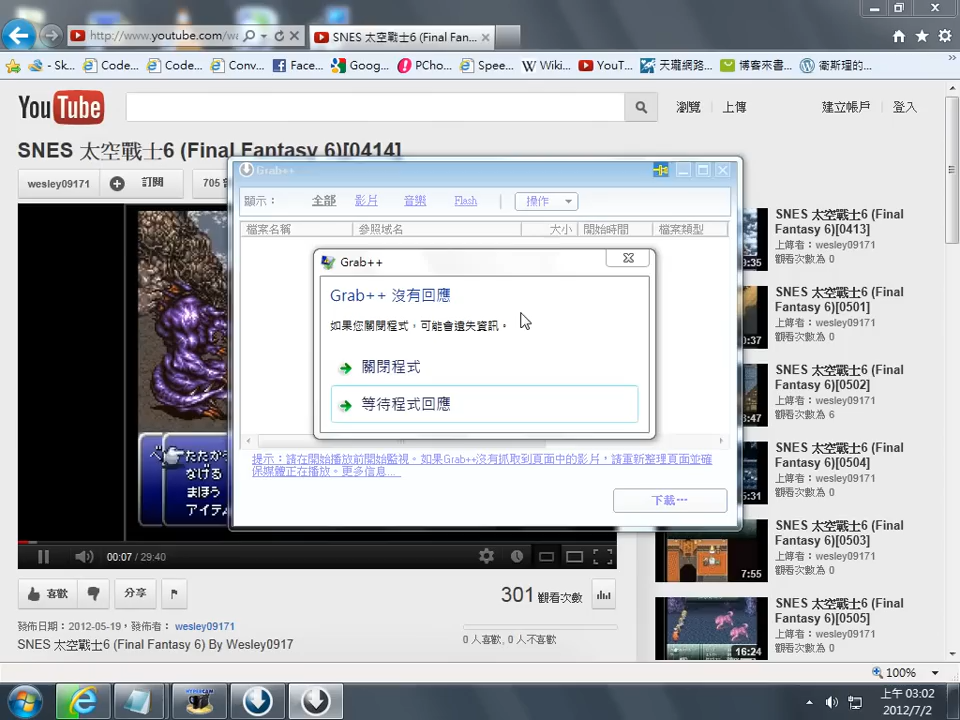 http://www.youtube.com/wa
SNES 太空戰士6 (Final Fan...
- Sk...
Code...
Code...
Conv...
Face...
Goog...
PCho...
Spee...
Wiki...
YouT...
天瓏網路...
博客來書...
衛斯理的...
YouTube
瀏覽
上傳
建立帳戶
登入
SNES 太空戰士6 (Final Fantasy 6)[0414]
wesley09171
訂閱
705
Grab++
顯示：
全部
影片
音樂
Flash
操作
檔案名稱
參照域名
大小
開始時間
檔案類型
Grab++
Grab++ 沒有回應
如果您關閉程式，可能會遺失資訊。
關閉程式
等待程式回應
提示：請在開始播放前開始監視。如果Grab++沒有抓取到頁面中的影片，請重新整理頁面並確
保媒體正在播放。更多信息...
下載...
たたかう
なげる
まほう
アイテム
00:07 / 29:40
喜歡
分享
301 觀看次數
發佈日期：2012-05-19，發佈者： wesley09171
SNES 太空戰士6 (Final Fantasy 6) By Wesley0917
0 人喜歡, 0 人不喜歡
9:35
SNES 太空戰士6 (Final
Fantasy 6)[0413]
上傳者：wesley09171
觀看次數為 0
SNES 太空戰士6 (Final
Fantasy 6)[0501]
上傳者：wesley09171
觀看次數為 0
SNES 太空戰士6 (Final
Fantasy 6)[0502]
上傳者：wesley09171
觀看次數為 6
SNES 太空戰士6 (Final
Fantasy 6)[0504]
上傳者：wesley09171
觀看次數為 0
SNES 太空戰士6 (Final
Fantasy 6)[0503]
上傳者：wesley09171
觀看次數為 0
7:55
SNES 太空戰士6 (Final
Fantasy 6)[0505]
上傳者：wesley09171
觀看次數為 0
16:24
100%
上午 03:02
2012/7/2